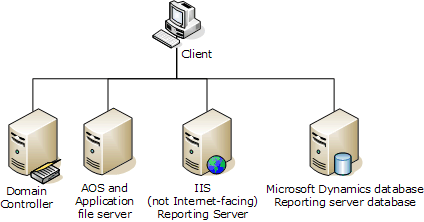 Client
Domain
Controller
AOS and
Application
file server
IIS
(not Internet-facing)
Reporting Server
Microsoft Dynamics database
Reporting server database